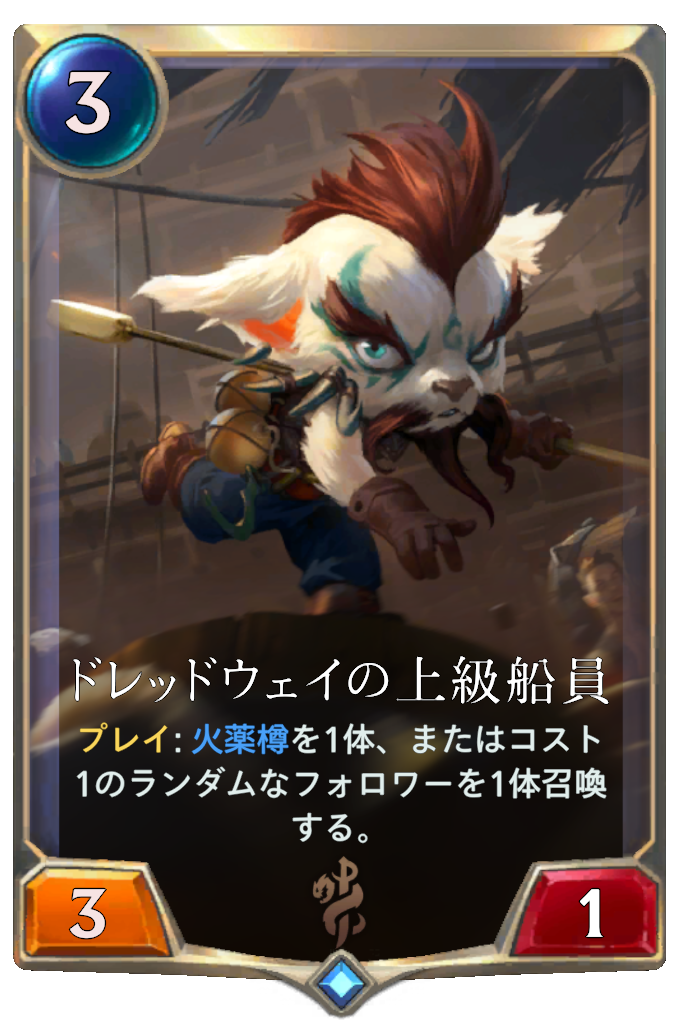 3
ドレッドウェイの上級船員
プレイ: 火薬樽を1体、またはコスト
1のランダムなフォロワーを1体召喚
する。
3
1